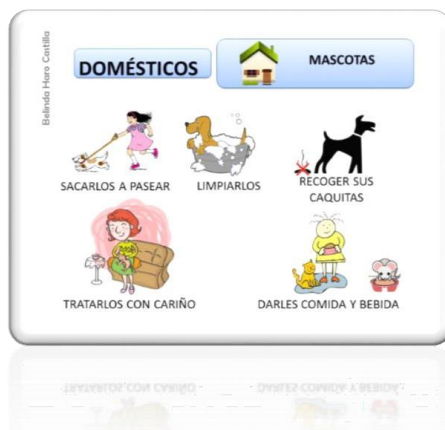 Belinda Haro Castilla
DOMÉSTICOS
MASCOTAS
SACARLOS A PASEAR
LIMPIARLOS
RECOGER SUS
CAQUITAS
TRATARLOS CON CARIÑO
DARLES COMIDA Y BEBIDA